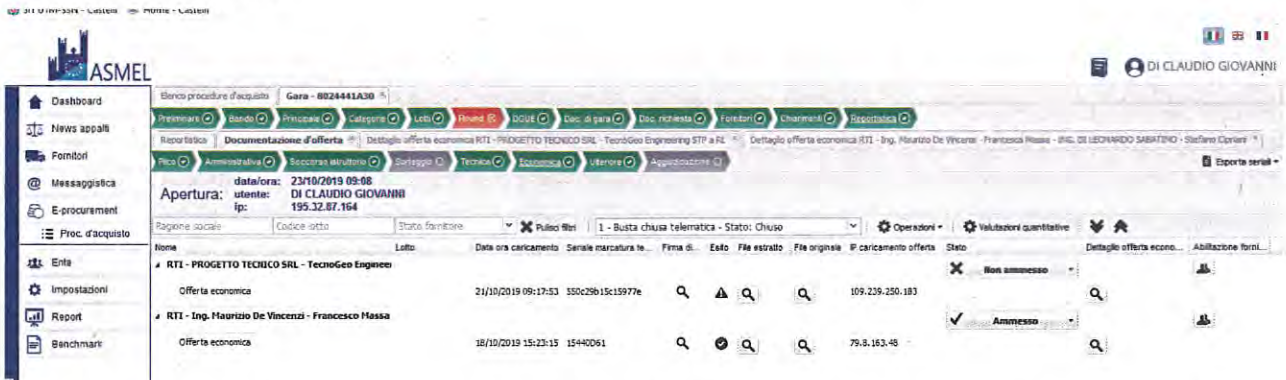 Home - Castelli
ASMEL
DI CLAUDIO GIOVANNI
Dashboard
News appalti
Fornitori
Messaggistica
E-procurement
Proc. d'acquisto
Ente
Impostazioni
Report
Benchmark
Elenco procedure d'acquisto Gara - 8024441A30
Preliminare Bando Principale Categorie Lotti Round DGUE Doc. di gara Doc. richiesta Fornitori Chiarimenti Reportistica
Reportistica Documentazione d'offerta Dettaglio offerta economica RTI - PROGETTO TECNICO SRL - TecnoGeo Engineering STP a RL Dettaglio offerta economica RTI - Ing. Maurizio De Vincenzi - Francesco Massa - ING. DI LEONARDO SABATINO - Stefano Cipriani
Plico Amministrativa Soccorso istruttorio Sorteggio Tecnica Economica Ulteriore Aggiudicazione
Esporta seriali
Apertura: data/ora: 23/10/2019 09:08
utente: DI CLAUDIO GIOVANNI
ip: 195.32.87.164
Ragione sociale Codice lotto Stato fornitore Pulisci filtri 1 - Busta chiusa telematica - Stato: Chiuso Operazioni Valutazioni quantitative
Nome Lotto Data ora caricamento Seriale marcatura te... Firma di... Esito File estratto File originale IP caricamento offerta Stato Dettaglio offerta econo... Abilitazione forni...
RTI - PROGETTO TECNICO SRL - TecnoGeo Engineer Non ammesso
Offerta economica 21/10/2019 09:17:53 550c29b15c15977e 109.239.250.183
RTI - Ing. Maurizio De Vincenzi - Francesco Massa Ammesso
Offerta economica 18/10/2019 15:23:15 15440D61 79.8.163.48